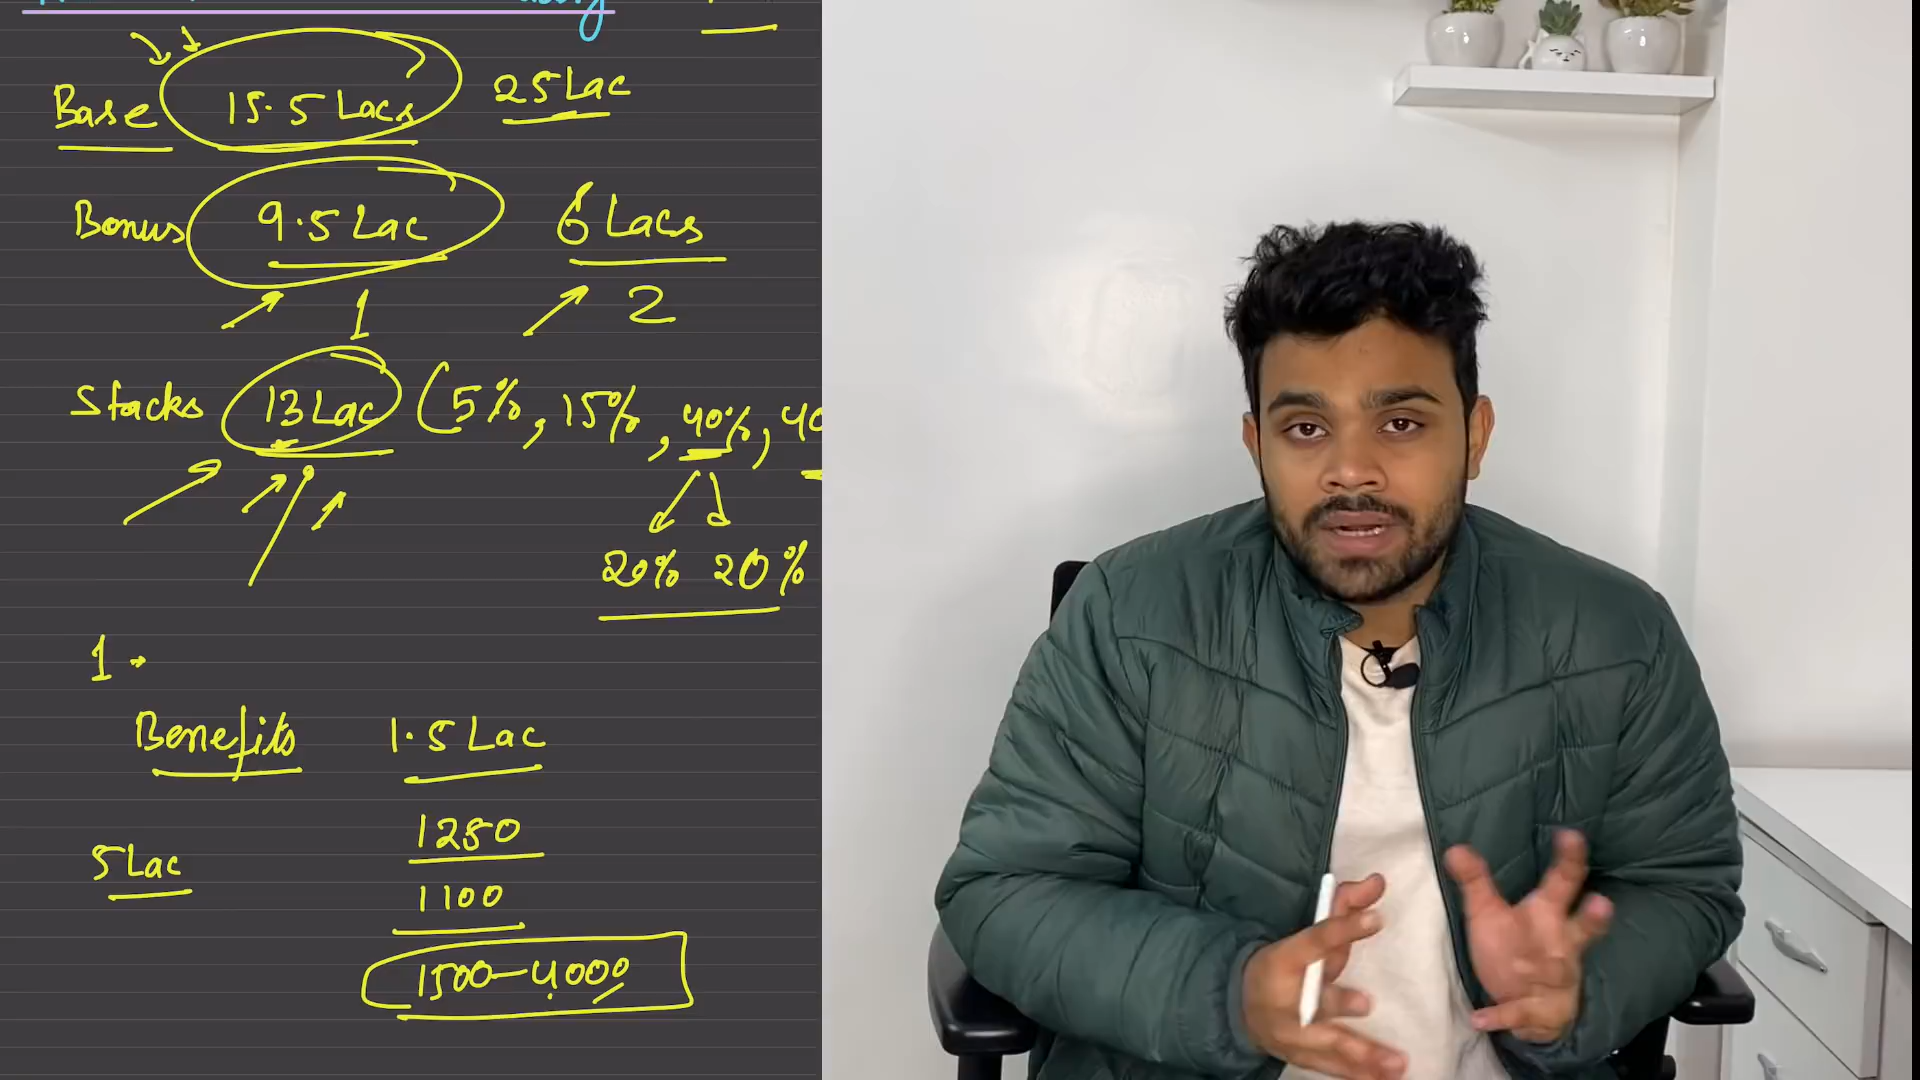 Base 15.5 Lacs 25 Lac
Bonus 9.5 Lac 6 Lacs
1 2
Stacks 13 Lac (5%, 15%, 40%, 40
20% 20%
1
Benefits 1.5 Lac
1250
5 Lac
1100
1500-4000